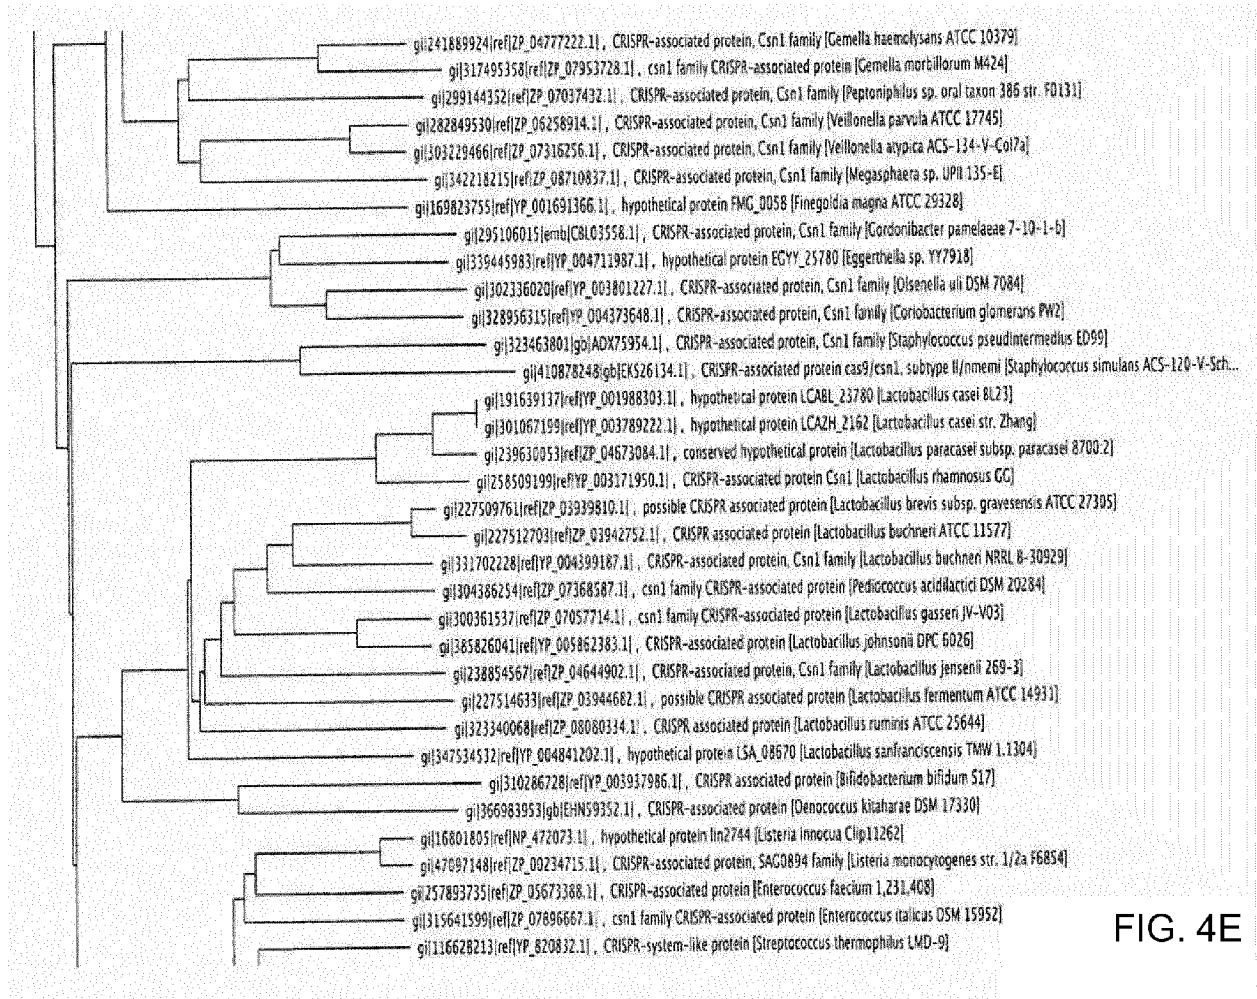 gi|241889924|ref|ZP_04777222.1|, CRISPR-associated protein, Csn1 family [Gemella haemolysans ATCC 10379]
gi|317495358|ref|ZP_07953728.1|, csn1 family CRISPR-associated protein [Gemella morbillorum M424]
gi|299144352|ref|ZP_07037432.1|, CRISPR-associated protein, Csn1 family [Peptoniphilus sp. oral taxon 386 str. F0131]
gi|282849530|ref|ZP_06258914.1|, CRISPR-associated protein, Csn1 family [Veillonella parvula ATCC 17745]
gi|303229466|ref|ZP_07316256.1|, CRISPR-associated protein, Csn1 family [Veillonella atypica ACS-134-V-Col7a]
gi|342218215|ref|ZP_08710837.1|, CRISPR-associated protein, Csn1 family [Megasphaera sp. UPII 135-E]
gi|169823755|ref|YP_001691366.1|, hypothetical protein FMG_0058 [Finegoldia magna ATCC 29328]
gi|295106015|emb|CBL03558.1|, CRISPR-associated protein, Csn1 family [Gordonibacter pamelaeae 7-10-1-b]
gi|339445983|ref|YP_004711987.1|, hypothetical protein EGYY_25780 [Eggerthella sp. YY7918]
gi|302336020|ref|YP_003801227.1|, CRISPR-associated protein, Csn1 family [Olsenella uli DSM 7084]
gi|328956315|ref|YP_004373648.1|, CRISPR-associated protein, Csn1 family [Coriobacterium glomerans PW2]
gi|323463801|gb|ADX75954.1|, CRISPR-associated protein, Csn1 family [Staphylococcus pseudintermedius ED99]
gi|410878248|gb|EKS26134.1|, CRISPR-associated protein cas9/csn1, subtype II/nmemi [Staphylococcus simulans ACS-120-V-Sch...
gi|191639137|ref|YP_001988303.1|, hypothetical protein LCABL_23780 [Lactobacillus casei BL23]
gi|301067199|ref|YP_003789222.1|, hypothetical protein LCAZH_2162 [Lactobacillus casei str. Zhang]
gi|239630053|ref|ZP_04673084.1|, conserved hypothetical protein [Lactobacillus paracasei subsp. paracasei 8700:2]
gi|258509199|ref|YP_003171950.1|, CRISPR-associated protein Csn1 [Lactobacillus rhamnosus GG]
gi|227509761|ref|ZP_03939810.1|, possible CRISPR associated protein [Lactobacillus brevis subsp. gravesensis ATCC 27305]
gi|227512703|ref|ZP_03942752.1|, CRISPR associated protein [Lactobacillus buchneri ATCC 11577]
gi|331702228|ref|YP_004399187.1|, CRISPR-associated protein, Csn1 family [Lactobacillus buchneri NRRL B-30929]
gi|304386254|ref|ZP_07368587.1|, csn1 family CRISPR-associated protein [Pediococcus acidilactici DSM 20284]
gi|300361537|ref|ZP_07057714.1|, csn1 family CRISPR-associated protein [Lactobacillus gasseri JV-V03]
gi|385826041|ref|YP_005862383.1|, CRISPR-associated protein [Lactobacillus johnsonii DPC 6026]
gi|238854567|ref|ZP_04644902.1|, CRISPR-associated protein, Csn1 family [Lactobacillus jensenii 269-3]
gi|227514633|ref|ZP_03944682.1|, possible CRISPR associated protein [Lactobacillus fermentum ATCC 14931]
gi|323340068|ref|ZP_08080334.1|, CRISPR associated protein [Lactobacillus ruminis ATCC 25644]
gi|347534532|ref|YP_004841202.1|, hypothetical protein LSA_08670 [Lactobacillus sanfranciscensis TMW 1.1304]
gi|310286728|ref|YP_003937986.1|, CRISPR associated protein [Bifidobacterium bifidum S17]
gi|366983953|gb|EHN59352.1|, CRISPR-associated protein [Oenococcus kitaharae DSM 17330]
gi|16801805|ref|NP_472073.1|, hypothetical protein lin2744 [Listeria innocua Clip11262]
gi|47097148|ref|ZP_00234715.1|, CRISPR-associated protein, SAG0894 family [Listeria monocytogenes str. 1/2a F6854]
gi|257893735|ref|ZP_05673388.1|, CRISPR-associated protein [Enterococcus faecium 1,231,408]
gi|315641599|ref|ZP_07896667.1|, csn1 family CRISPR-associated protein [Enterococcus italicus DSM 15952]
gi|116628213|ref|YP_820832.1|, CRISPR-system-like protein [Streptococcus thermophilus LMD-9]
FIG. 4E